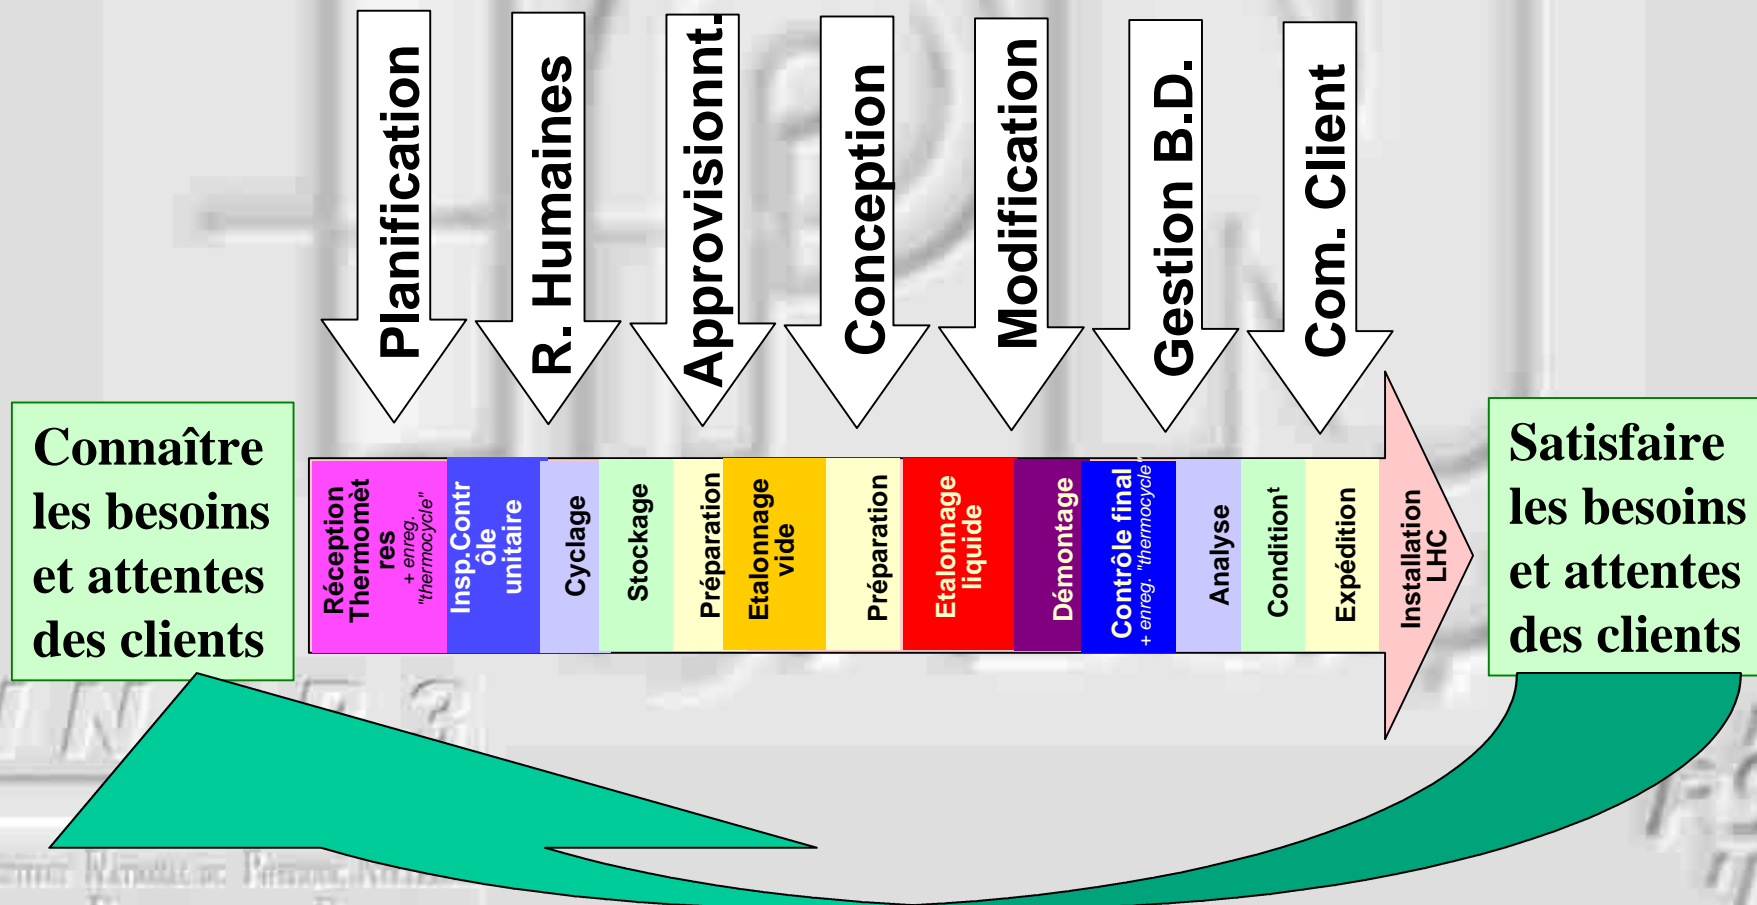 Planification
R. Humaines
Approvisionnt.
Conception
Modification
Gestion B.D.
Com. Client
Connaître
les besoins
et attentes
des clients
Réception
Thermomèt
res
+ enreg.
"thermocycle"
Insp.Contr
ôle
unitaire
Cyclage
Stockage
Préparation
Etalonnage
vide
Préparation
Etalonnage
liquide
Démontage
Contrôle final
+ enreg. "thermocycle"
Analyse
Conditionᵗ
Expédition
Installation
LHC
Satisfaire
les besoins
et attentes
des clients